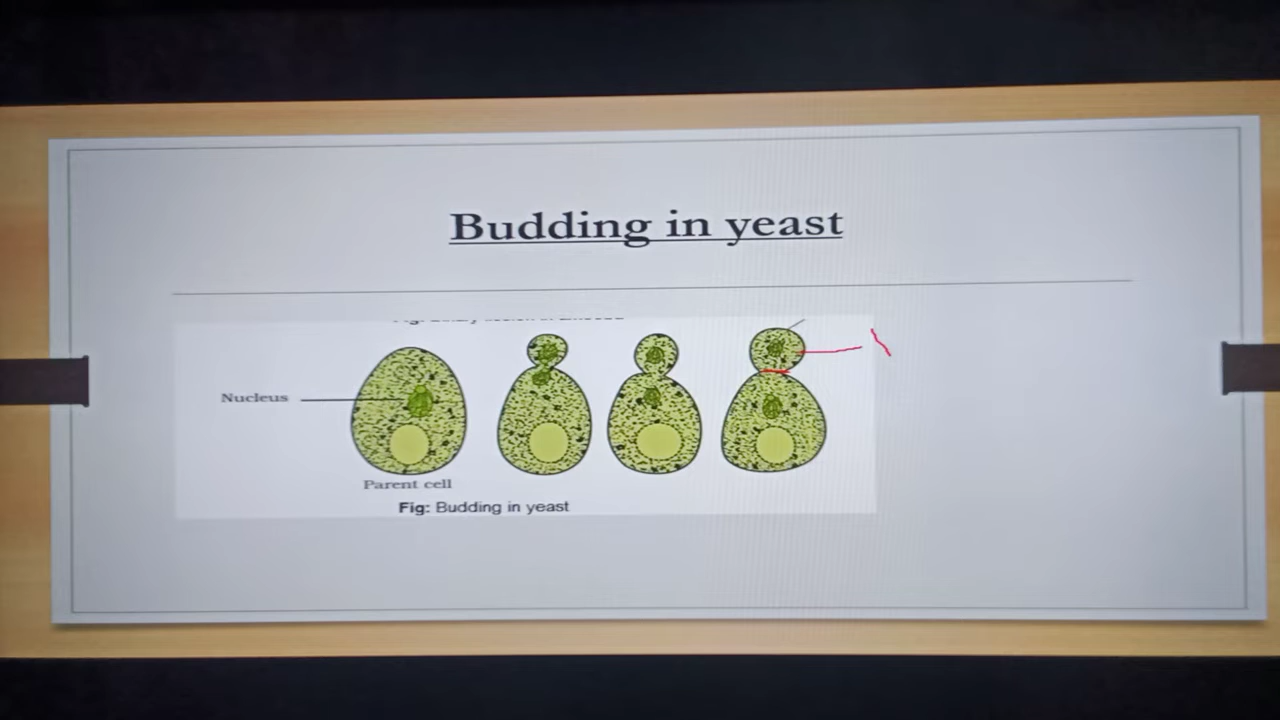 Budding in yeast
Nucleus
Parent cell
Fig: Budding in yeast